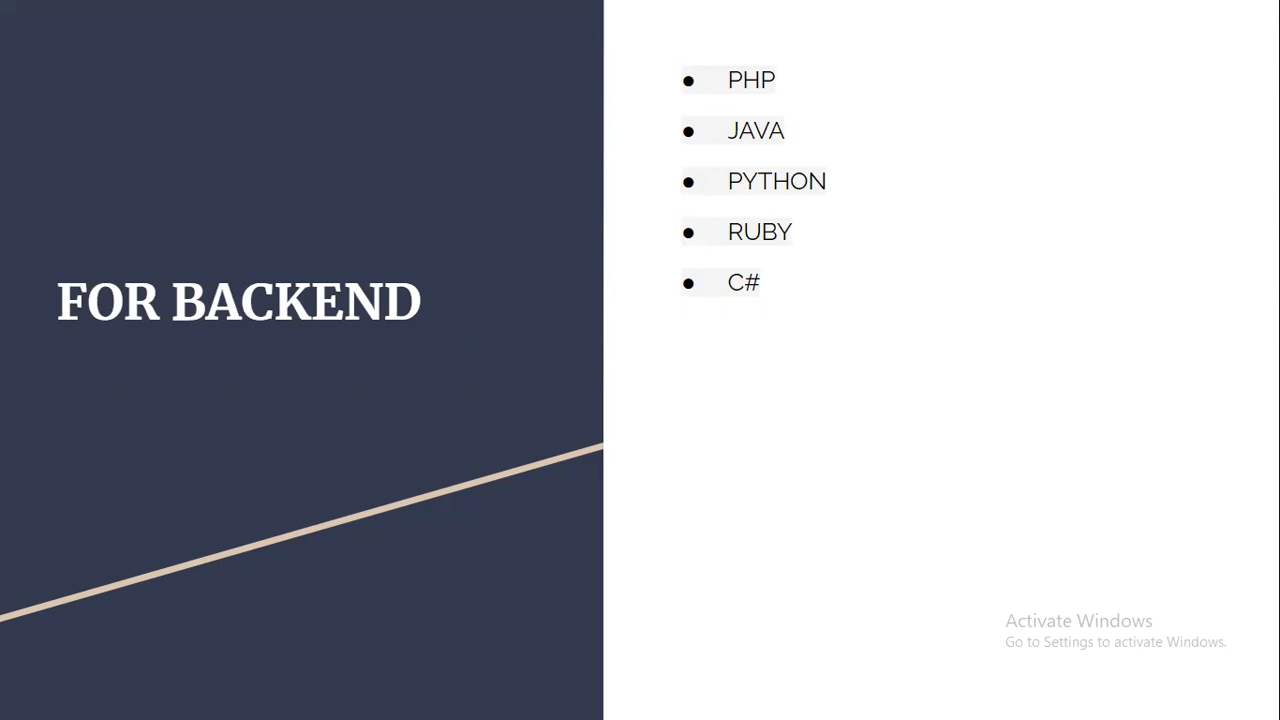 FOR BACKEND
● PHP
● JAVA
● PYTHON
● RUBY
● C#
Activate Windows
Go to Settings to activate Windows.